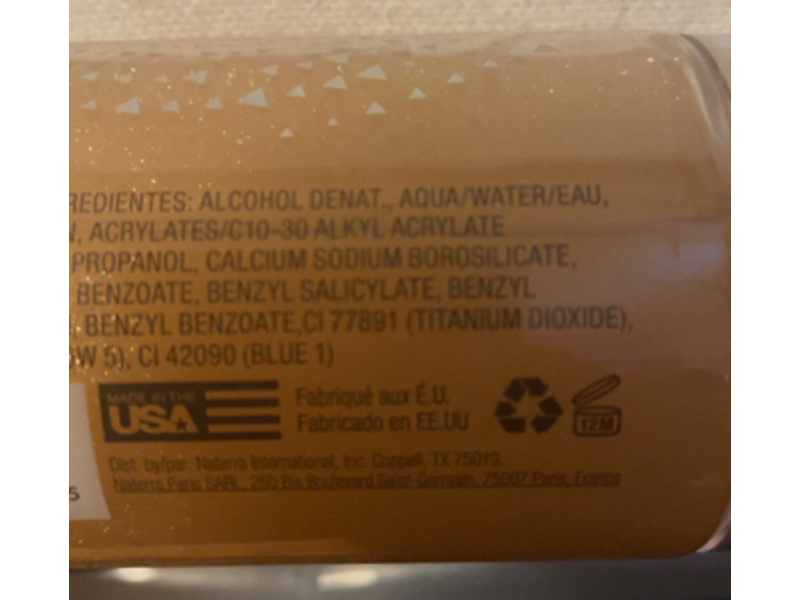 REDIENTES: ALCOHOL DENAT., AQUA/WATER/EAU,
N, ACRYLATES/C10-30 ALKYL ACRYLATE
PROPANOL, CALCIUM SODIUM BOROSILICATE,
BENZOATE, BENZYL SALICYLATE, BENZYL
, BENZYL BENZOATE,CI 77891 (TITANIUM DIOXIDE),
OW 5), CI 42090 (BLUE 1)
MADE IN THE
USA
Fabriqué aux É.U.
Fabricado en EE.UU
12M
Dist. by/par: Naterra International, Inc. Coppell, TX 75019.
Naterra Paris SARL, 250 Bis Boulevard Saint-Germain, 75007 Paris, France
5